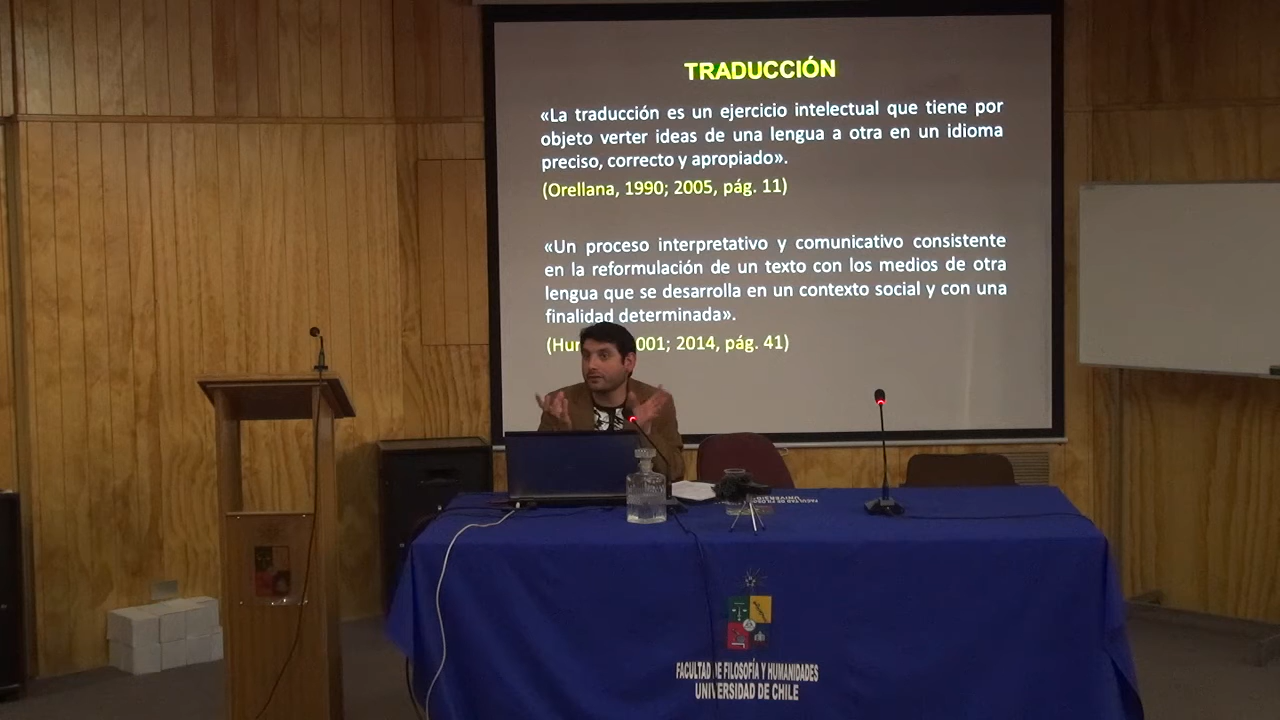 TRADUCCIÓN
«La traducción es un ejercicio intelectual que tiene por
objeto verter ideas de una lengua a otra en un idioma
preciso, correcto y apropiado».
(Orellana, 1990; 2005, pág. 11)
«Un proceso interpretativo y comunicativo consistente
en la reformulación de un texto con los medios de otra
lengua que se desarrolla en un contexto social y con una
finalidad determinada».
2014, pág. 41)
FACULTAD DE FILOSOFÍA Y HUMANIDADES
UNIVERSIDAD DE CHILE